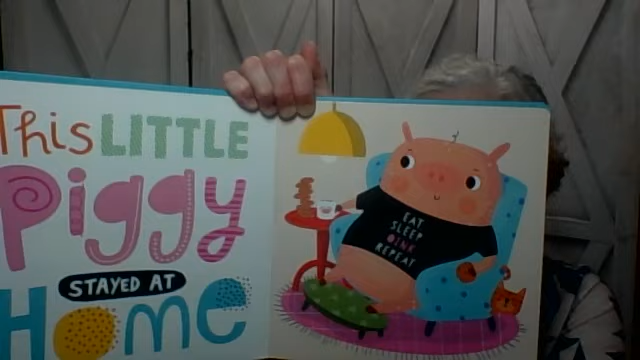 This LITTLE
Piggy
STAYED AT
Home
EAT
SLEEP
OINK
REPEAT